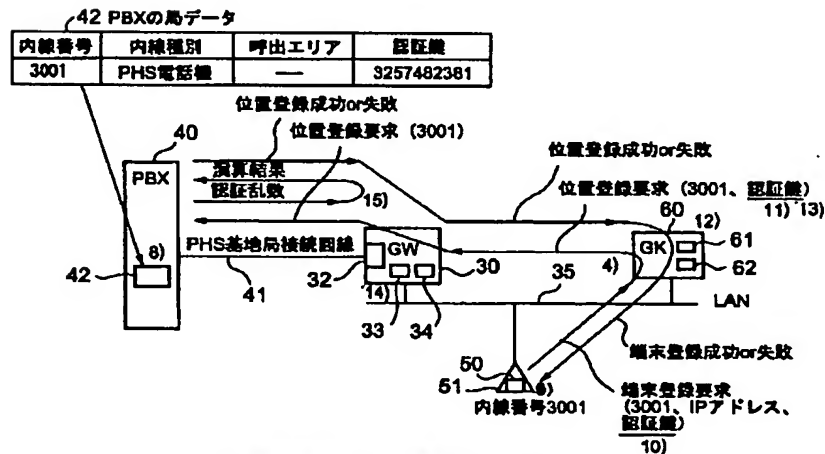 42 PBXの局データ
内線番号 内線種別 呼出エリア 認証鍵
3001 PHS電話機 ― 3257482381
位置登録成功or失敗
位置登録要求（3001）
40
PBX
演算結果
認証乱数
15)
位置登録成功or失敗
位置登録要求（3001、認証鍵）
11) 13)
60
12)
8)
PHS基地局接続回線
GW
GK
61
62
42
41
32
30
4)
14)
33
34
35
LAN
端末登録成功or失敗
50
51
内線番号3001
端末登録要求
（3001、IPアドレス、
認証鍵）
10)